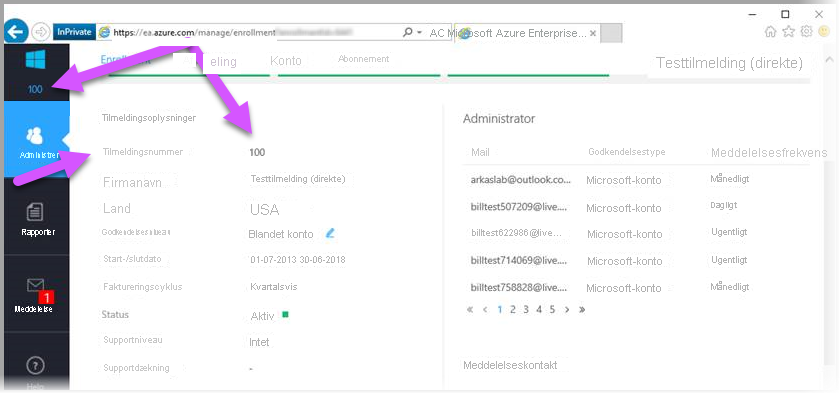 InPrivate https://ea.azure.com/manage/enrollment AC Microsoft Azure Enterprise... ×
eling Konto Abonnement Testtilmelding (direkte)
100
Administrer
Rapporter
1
Meddelelse
Help
Tilmeldingsoplysninger
Tilmeldingsnummer 100
Firmanavn Testtilmelding (direkte)
Land USA
Godkendelsesniveau Blandet konto
Start-/slutdato 01-07-2013 30-06-2018
Faktureringscyklus Kvartalsvis
Status Aktiv
Supportniveau Intet
Supportdækning -
Administrator
Mail Godkendelsestype Meddelelsesfrekvens
arkaslab@outlook.co... Microsoft-konto Månedligt
billtest507209@live.... Microsoft-konto Dagligt
billtest622986@live... Microsoft-konto Ugentligt
billtest714069@live.... Microsoft-konto Ugentligt
billtest758828@live.... Microsoft-konto Månedligt
« < 1 2 3 4 5 > »
Meddelelseskontakt